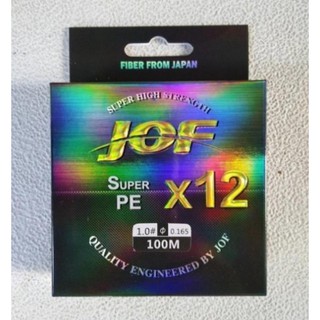 FIBER FROM JAPAN
SUPER HIGH STRENGTH
JOF
SUPER PE X12
1.0# Φ 0.165
100M
QUALITY ENGINEERED BY JOF